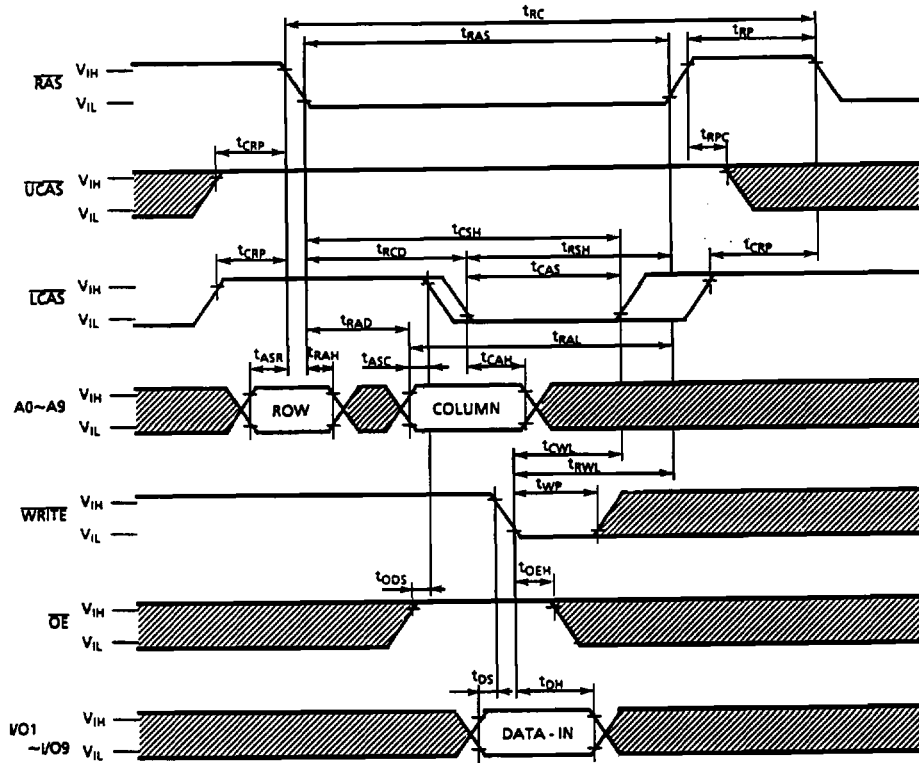 tRC
tRAS
tRP
RAS
VIH
VIL
tCRP
tRPC
UCAS
VIH
VIL
tCSH
tCRP
tRCD
tRSH
tCRP
tCAS
LCAS
VIH
VIL
tRAD
tRAL
tASR
tRAH
tASC
tCAH
A0~A9
VIH
VIL
ROW
COLUMN
tCWL
tRWL
tWP
WRITE
VIH
VIL
tODS
tOEH
OE
VIH
VIL
tDS
tDH
I/O1
~I/O9
VIH
VIL
DATA - IN